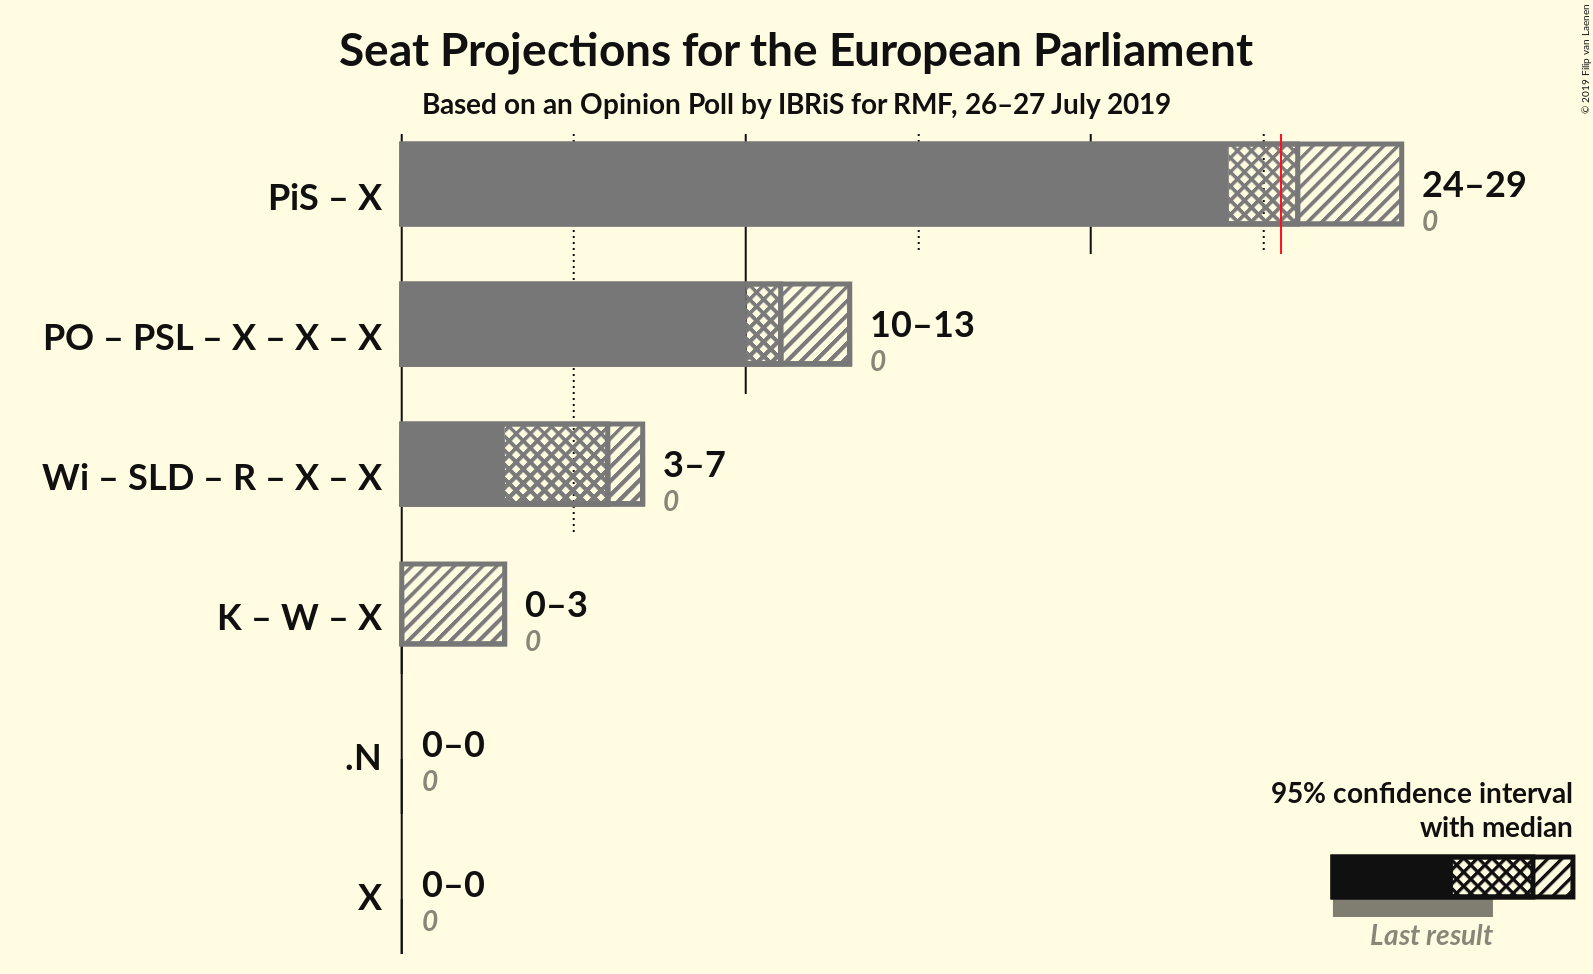 Seat Projections for the European Parliament
Based on an Opinion Poll by IBRiS for RMF, 26–27 July 2019
© 2019 Filip van Laenen
PiS – X
24–29
0
PO – PSL – X – X – X
10–13
0
Wi – SLD – R – X – X
3–7
0
K – W – X
0–3
0
.N
0–0
0
X
0–0
0
95% confidence interval
with median
Last result